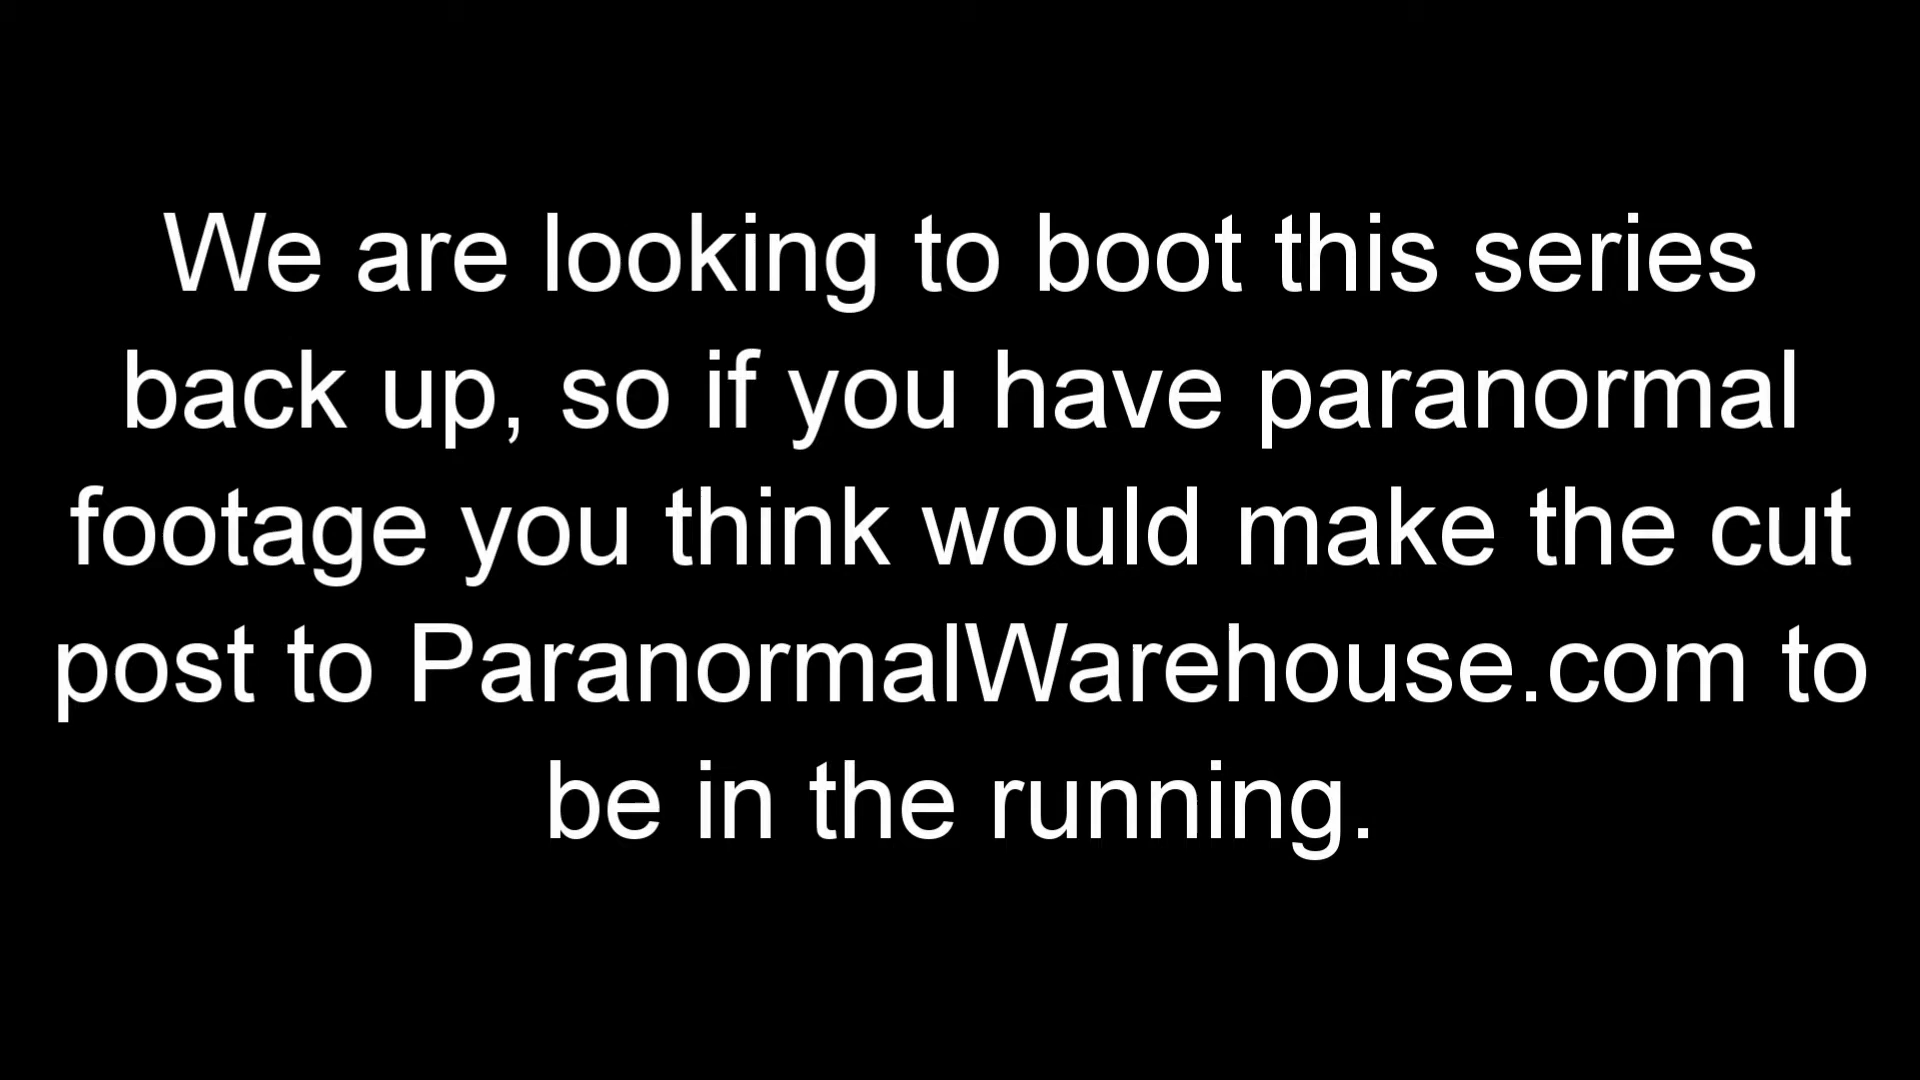 We are looking to boot this series
back up, so if you have paranormal
footage you think would make the cut
post to ParanormalWarehouse.com to
be in the running.